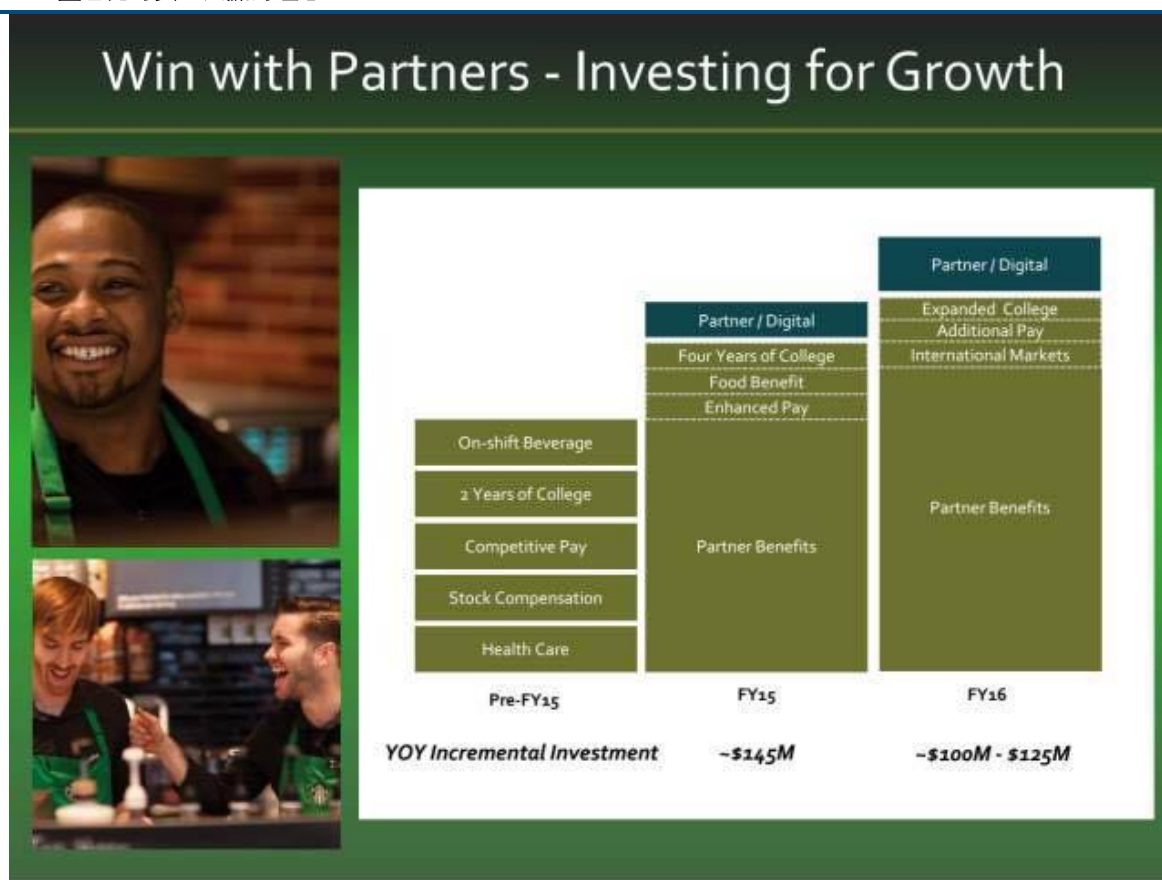 Win with Partners - Investing for Growth
Partner / Digital
Expanded College
Additional Pay
International Markets
Partner Benefits
Partner / Digital
Four Years of College
Food Benefit
Enhanced Pay
Partner Benefits
On-shift Beverage
2 Years of College
Competitive Pay
Stock Compensation
Health Care
Pre-FY15 FY15 FY16
YOY Incremental Investment ~$145M ~$100M - $125M